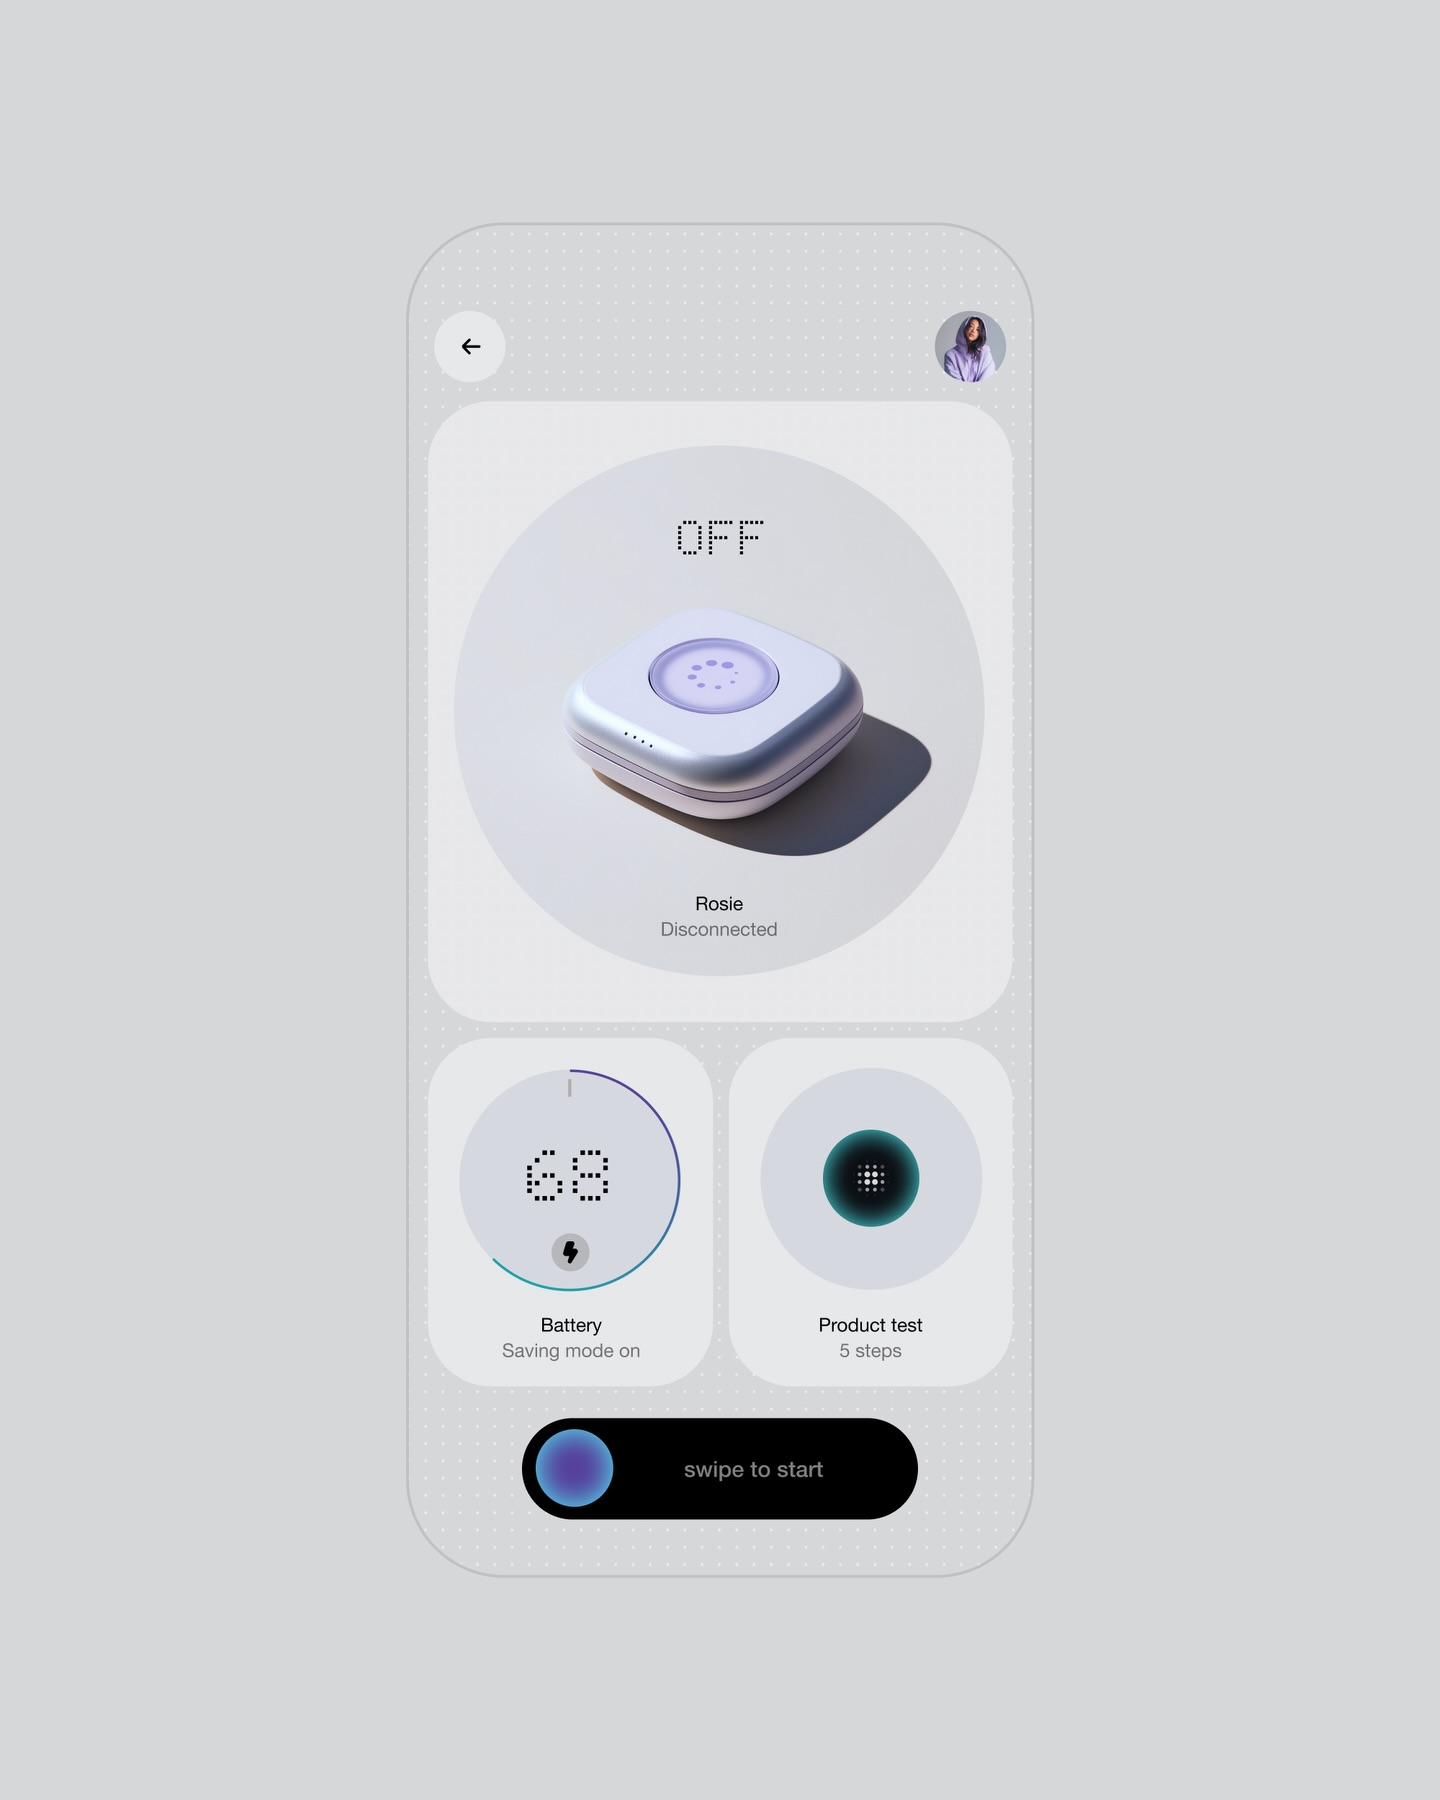 OFF
Rosie
Disconnected
68
Battery
Saving mode on
Product test
5 steps
swipe to start